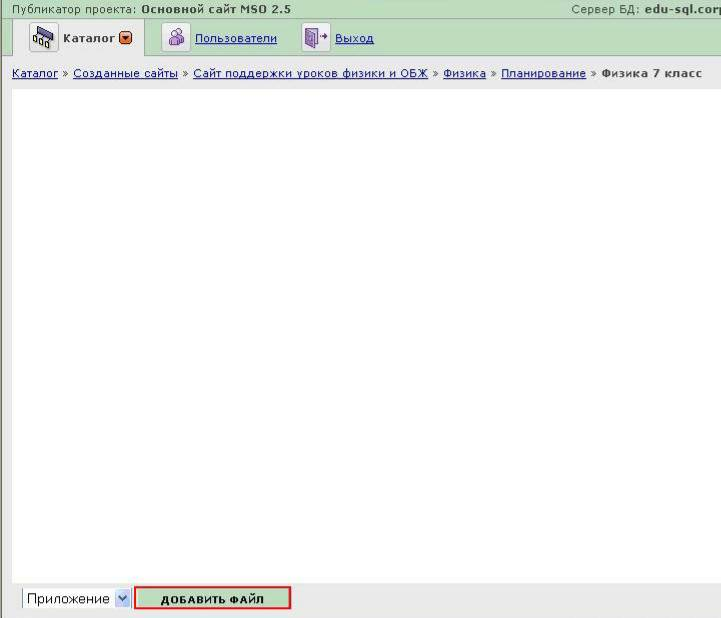 Публикатор проекта: Основной сайт MSO 2.5 Сервер БД: edu-sql.corp
Каталог Пользователи Выход
Каталог » Созданные сайты » Сайт поддержки уроков физики и ОБЖ » Физика » Планирование » Физика 7 класс
Приложение ДОБАВИТЬ ФАЙЛ